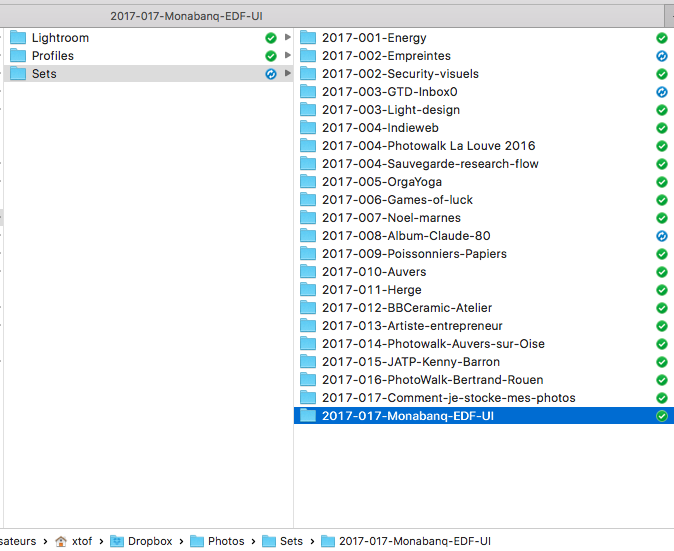 2017-017-Monabanq-EDF-UI
Lightroom
Profiles
Sets
2017-001-Energy
2017-002-Empreintes
2017-002-Security-visuels
2017-003-GTD-Inbox0
2017-003-Light-design
2017-004-Indieweb
2017-004-Photowalk La Louve 2016
2017-004-Sauvegarde-research-flow
2017-005-OrgaYoga
2017-006-Games-of-luck
2017-007-Noel-marnes
2017-008-Album-Claude-80
2017-009-Poissonniers-Papiers
2017-010-Auvers
2017-011-Herge
2017-012-BBCeramic-Atelier
2017-013-Artiste-entrepreneur
2017-014-Photowalk-Auvers-sur-Oise
2017-015-JATP-Kenny-Barron
2017-016-PhotoWalk-Bertrand-Rouen
2017-017-Comment-je-stocke-mes-photos
2017-017-Monabanq-EDF-UI
sateurs › xtof › Dropbox › Photos › Sets › 2017-017-Monabanq-EDF-UI